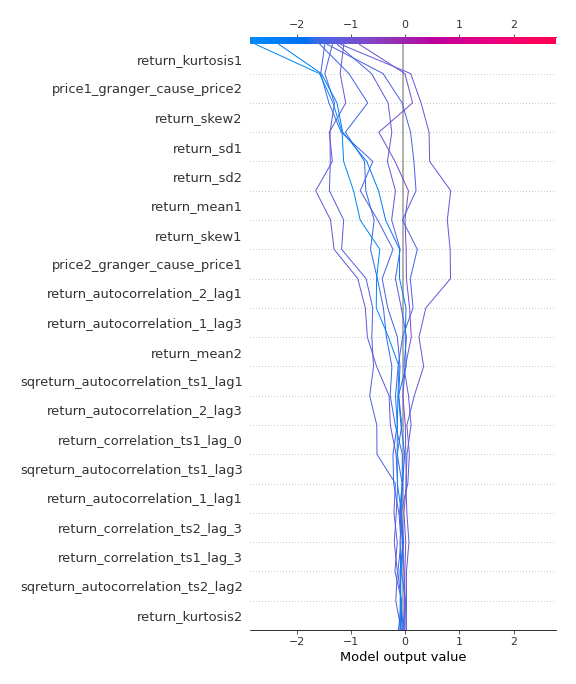 −2 −1 0 1 2
return_kurtosis1
price1_granger_cause_price2
return_skew2
return_sd1
return_sd2
return_mean1
return_skew1
price2_granger_cause_price1
return_autocorrelation_2_lag1
return_autocorrelation_1_lag3
return_mean2
sqreturn_autocorrelation_ts1_lag1
return_autocorrelation_2_lag3
return_correlation_ts1_lag_0
sqreturn_autocorrelation_ts1_lag3
return_autocorrelation_1_lag1
return_correlation_ts2_lag_3
return_correlation_ts1_lag_3
sqreturn_autocorrelation_ts2_lag2
return_kurtosis2
−2 −1 0 1 2
Model output value